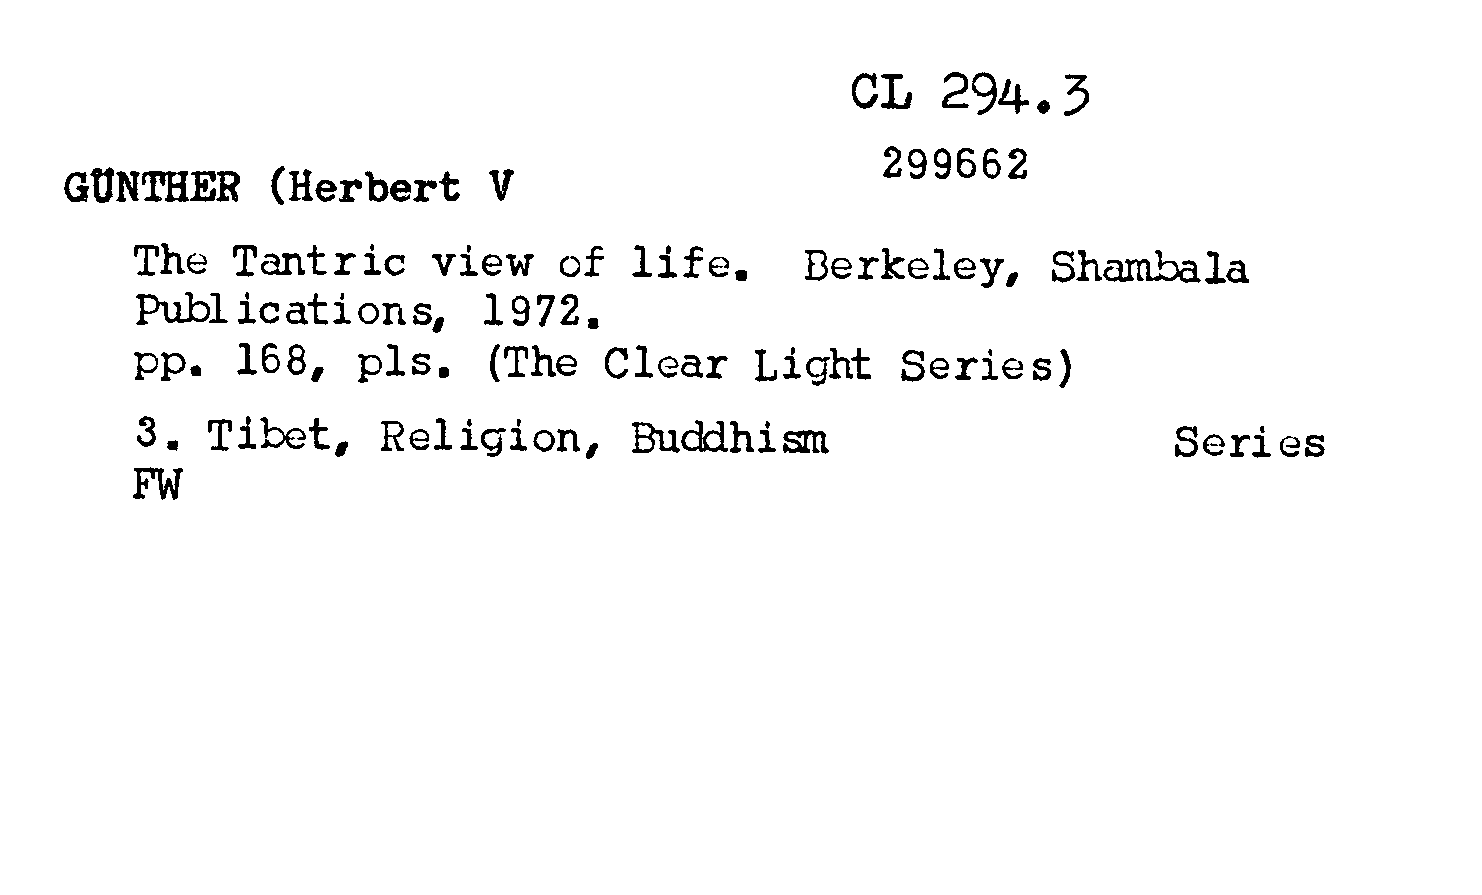 CL 294.3
299662
GÜNTHER (Herbert V
The Tantric view of life. Berkeley, Shambala
Publications, 1972.
pp. 168, pls. (The Clear Light Series)
3. Tibet, Religion, Buddhism Series
FW